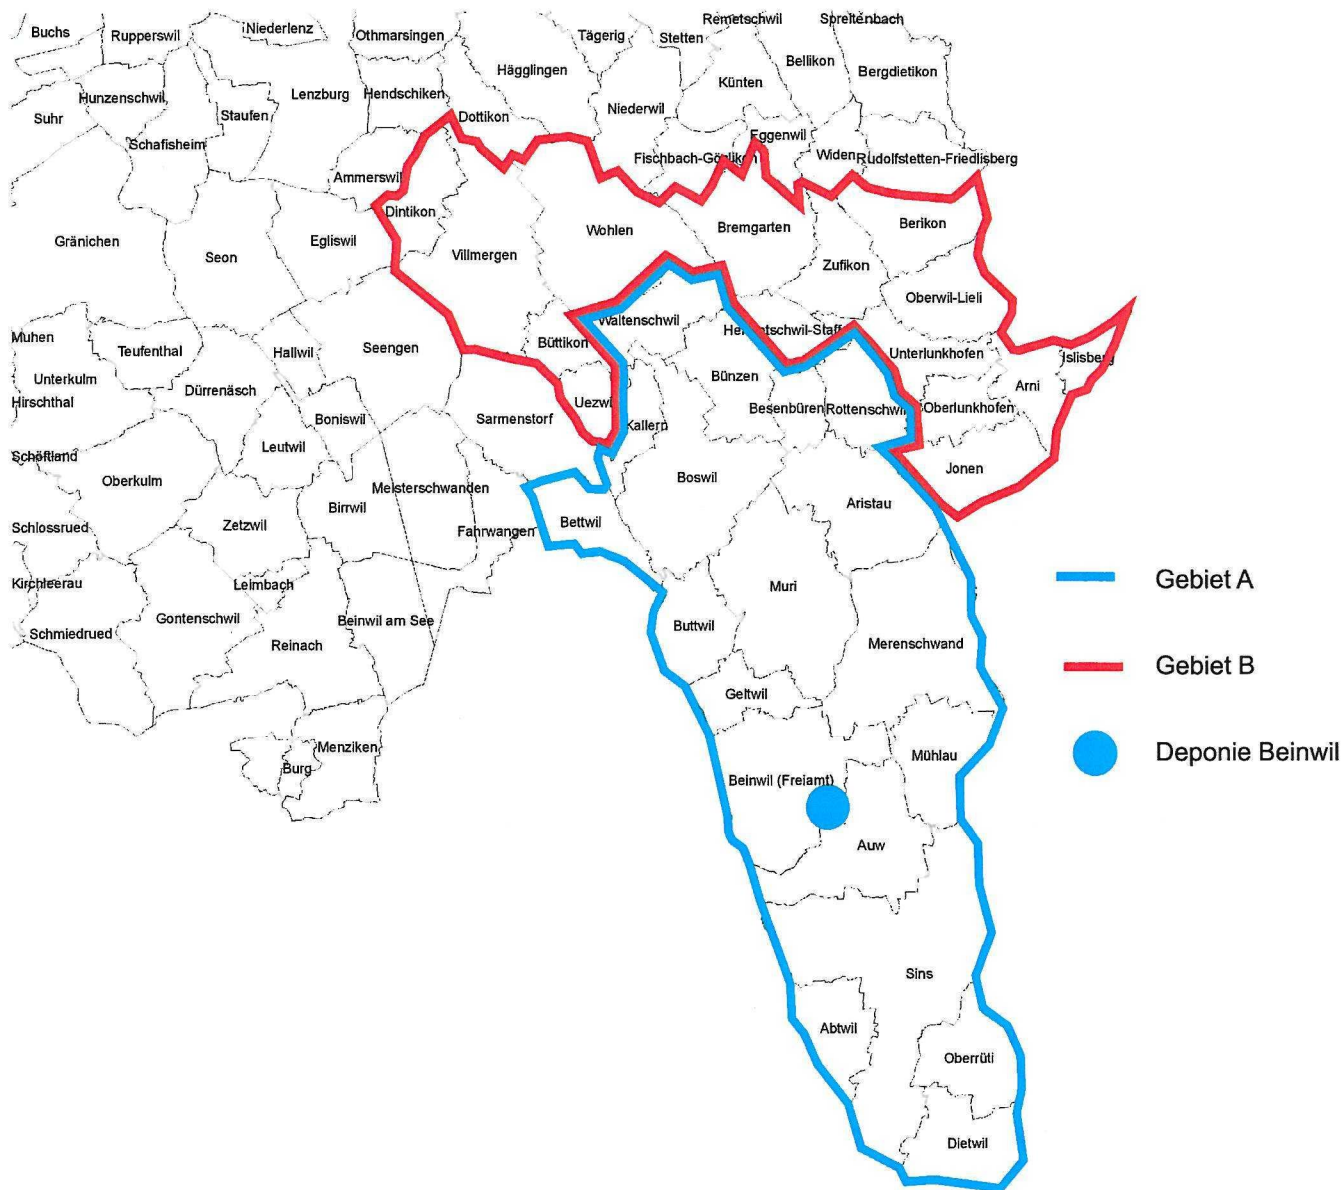 Buchs
Rupperswil
Niederlenz
Othmarsingen
Tägerig
Stetten
Remetschwil
Spreitenbach
Hägglingen
Künten
Bellikon
Bergdietikon
Hunzenschwil
Lenzburg
Hendschiken
Niederwil
Suhr
Staufen
Dottikon
Schafisheim
Eggenwil
Fischbach-Göslikon
Widen
Rudolfstetten-Friedlisberg
Ammerswil
Dintikon
Gränichen
Seon
Egliswil
Villmergen
Wohlen
Bremgarten
Berikon
Zufikon
Oberwil-Lieli
Waltenschwil
Muhen
Teufenthal
Hallwil
Seengen
Büttikon
Unterlunkhofen
Islisberg
Unterkulm
Dürrenäsch
Bünzen
Arni
Hirschthal
Boniswil
Sarmenstorf
Uezwil
Kallern
Besenbüren
Rottenschwil
Oberlunkhofen
Schöftland
Leutwil
Jonen
Oberkulm
Meisterschwanden
Boswil
Aristau
Schlossrued
Zetzwil
Birrwil
Fahrwangen
Bettwil
Kirchleerau
Leimbach
Muri
Gebiet A
Schmiedrued
Gontenschwil
Reinach
Beinwil am See
Buttwil
Merenschwand
Gebiet B
Geltwil
Menziken
Burg
Beinwil (Freiamt)
Mühlau
Deponie Beinwil
Auw
Sins
Abtwil
Oberrüti
Dietwil